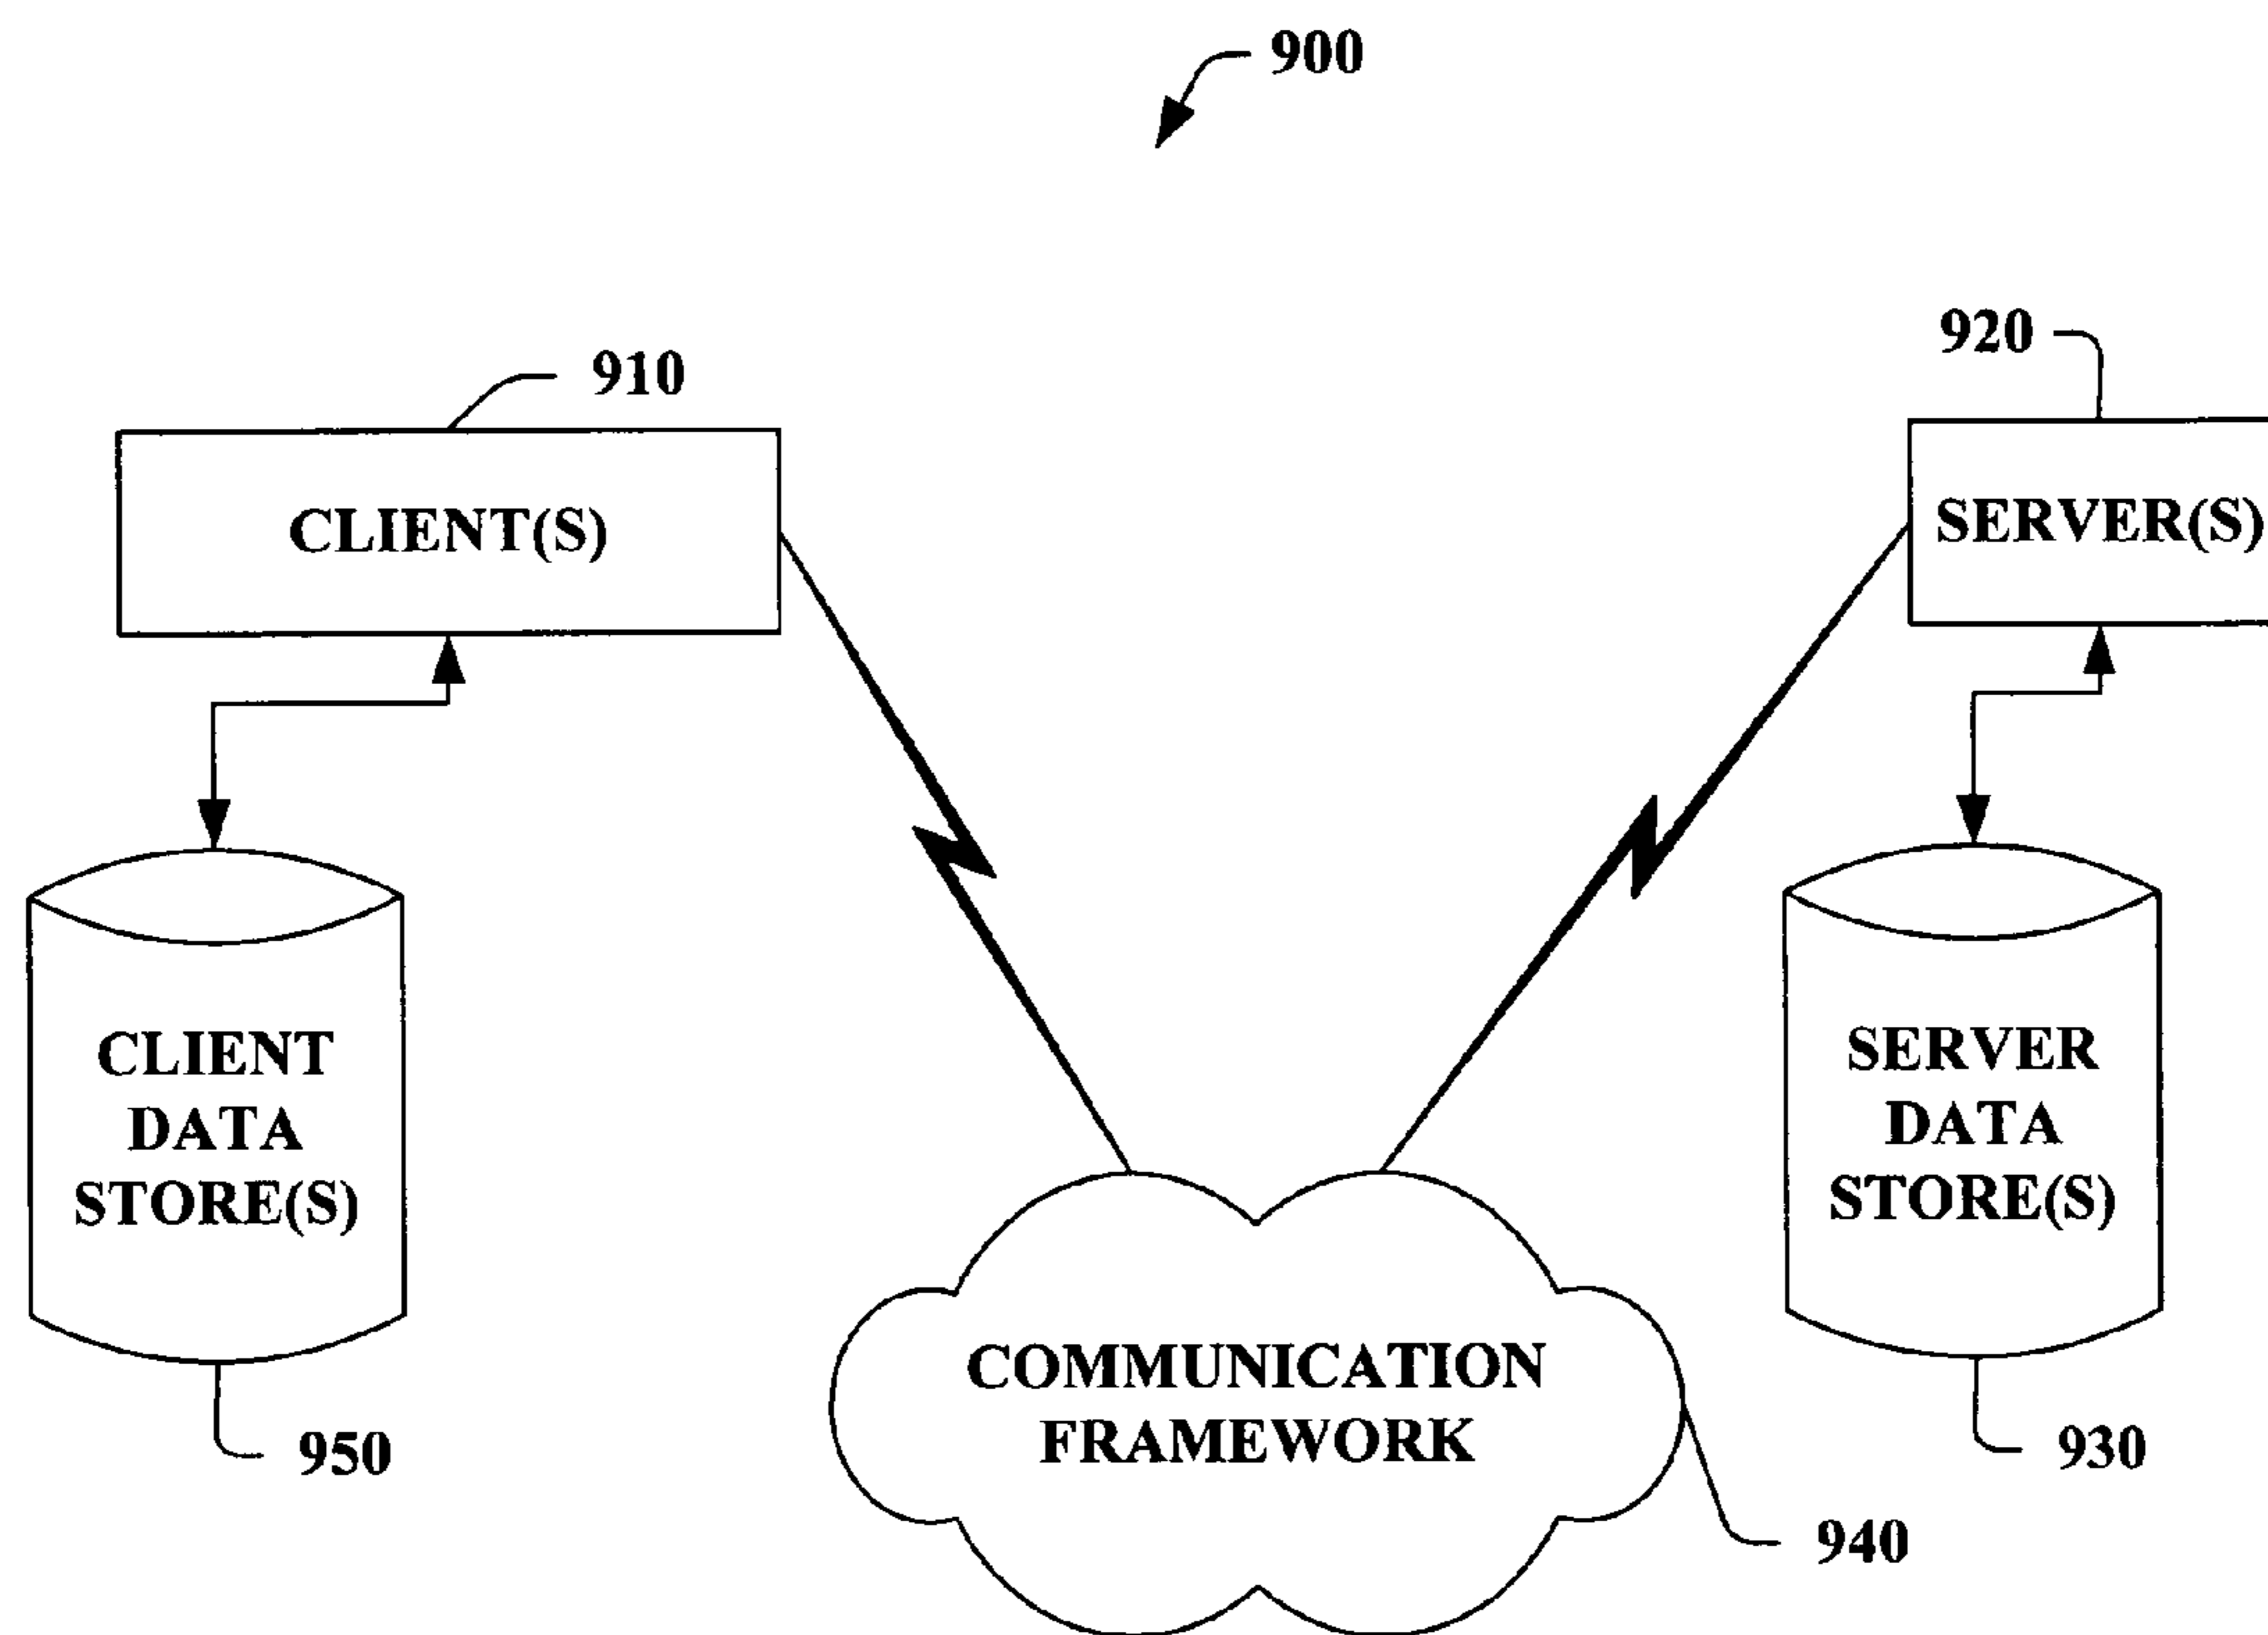 900
910
920
CLIENT(S)
SERVER(S)
CLIENT
DATA
STORE(S)
SERVER
DATA
STORE(S)
COMMUNICATION
FRAMEWORK
950
930
940